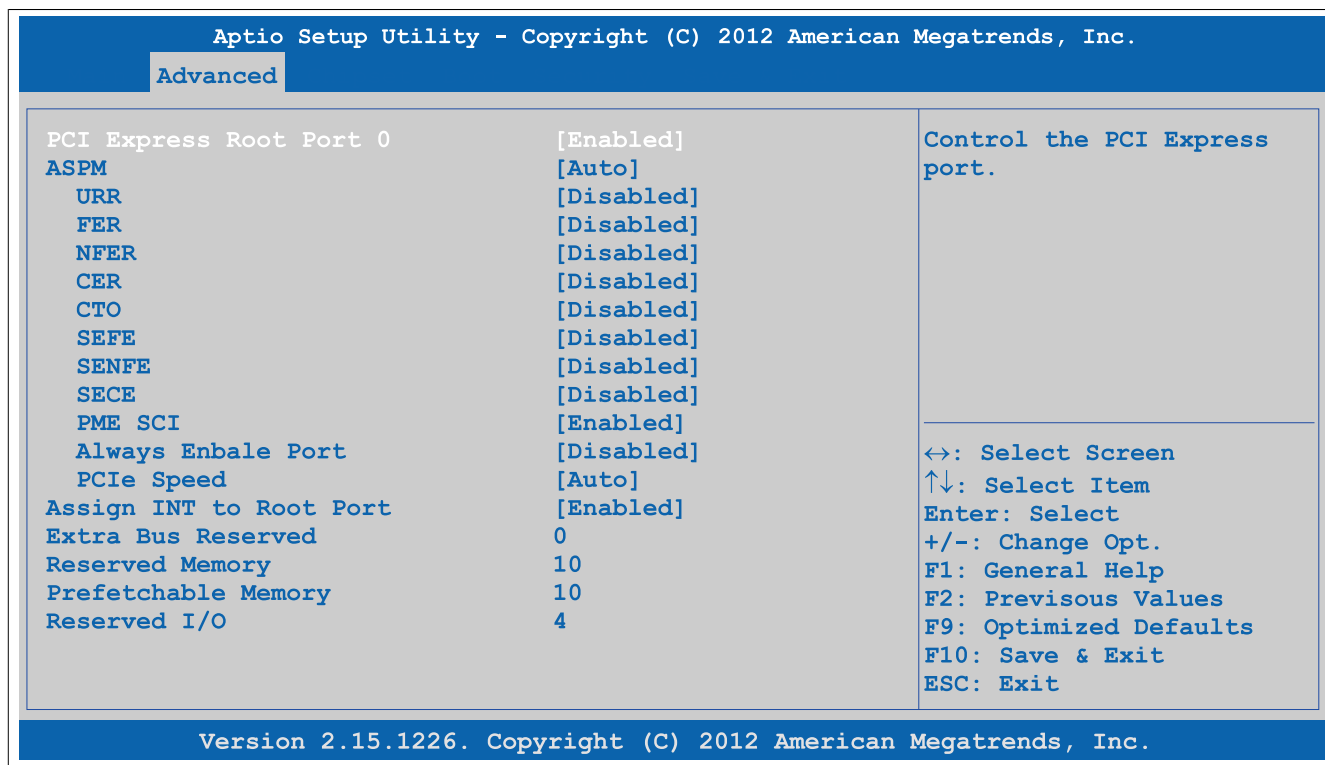 Aptio Setup Utility - Copyright (C) 2012 American Megatrends, Inc.
Advanced
PCI Express Root Port 0 [Enabled]
ASPM [Auto]
URR [Disabled]
FER [Disabled]
NFER [Disabled]
CER [Disabled]
CTO [Disabled]
SEFE [Disabled]
SENFE [Disabled]
SECE [Disabled]
PME SCI [Enabled]
Always Enbale Port [Disabled]
PCIe Speed [Auto]
Assign INT to Root Port [Enabled]
Extra Bus Reserved 0
Reserved Memory 10
Prefetchable Memory 10
Reserved I/O 4
Control the PCI Express
port.
↔: Select Screen
↑↓: Select Item
Enter: Select
+/-: Change Opt.
F1: General Help
F2: Previsous Values
F9: Optimized Defaults
F10: Save & Exit
ESC: Exit
Version 2.15.1226. Copyright (C) 2012 American Megatrends, Inc.